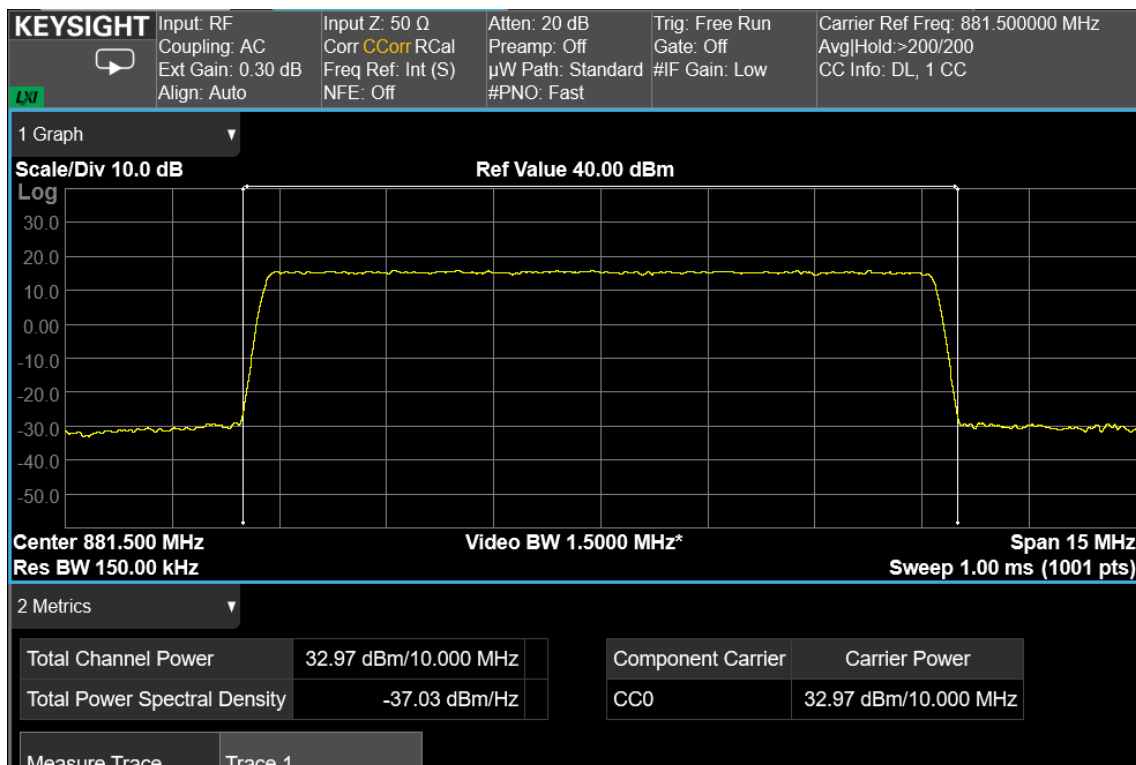 KEYSIGHT
Input: RF
Coupling: AC
Ext Gain: 0.30 dB
Align: Auto
Input Z: 50 Ω
Corr CCorr RCal
Freq Ref: Int (S)
NFE: Off
Atten: 20 dB
Preamp: Off
µW Path: Standard
#PNO: Fast
Trig: Free Run
Gate: Off
#IF Gain: Low
Carrier Ref Freq: 881.500000 MHz
Avg|Hold:>200/200
CC Info: DL, 1 CC
LXI
1 Graph
Scale/Div 10.0 dB
Ref Value 40.00 dBm
Log
30.0
20.0
10.0
0.00
-10.0
-20.0
-30.0
-40.0
-50.0
Center 881.500 MHz
Video BW 1.5000 MHz*
Span 15 MHz
Res BW 150.00 kHz
Sweep 1.00 ms (1001 pts)
2 Metrics
Total Channel Power 32.97 dBm/10.000 MHz
Total Power Spectral Density -37.03 dBm/Hz
Component Carrier Carrier Power
CC0 32.97 dBm/10.000 MHz
Measure Trace Trace 1